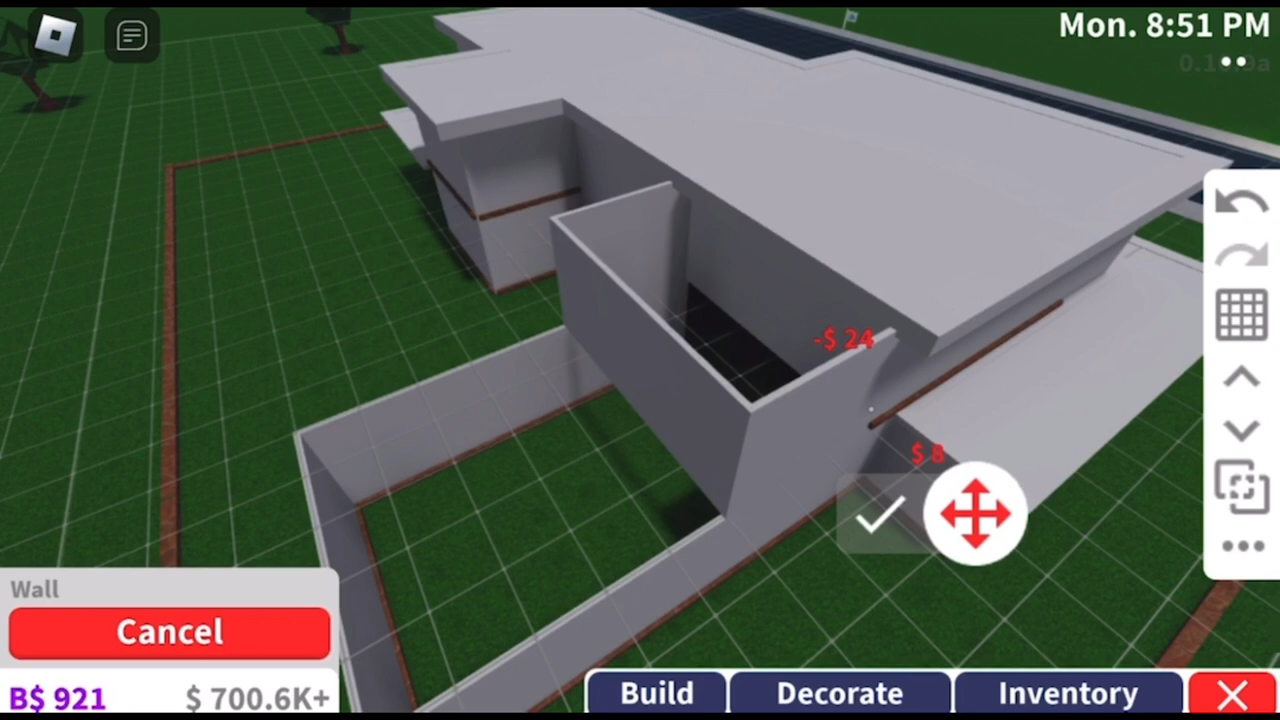 Mon. 8:51 PM
-$ 24
$ 8
Wall
Cancel
B$ 921 $ 700.6K+
Build Decorate Inventory